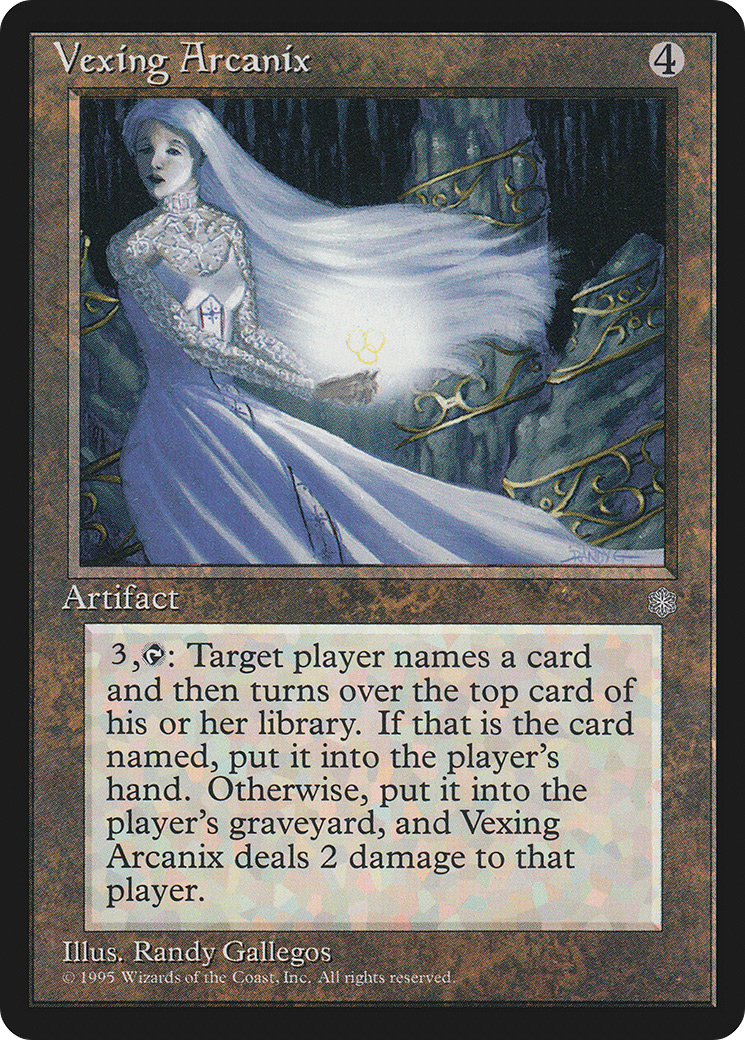 Vexing Arcanix
4
RANDY G
Artifact
3,: Target player names a card
and then turns over the top card of
his or her library. If that is the card
named, put it into the player's
hand. Otherwise, put it into the
player's graveyard, and Vexing
Arcanix deals 2 damage to that
player.
Illus. Randy Gallegos
© 1995 Wizards of the Coast, Inc. All rights reserved.